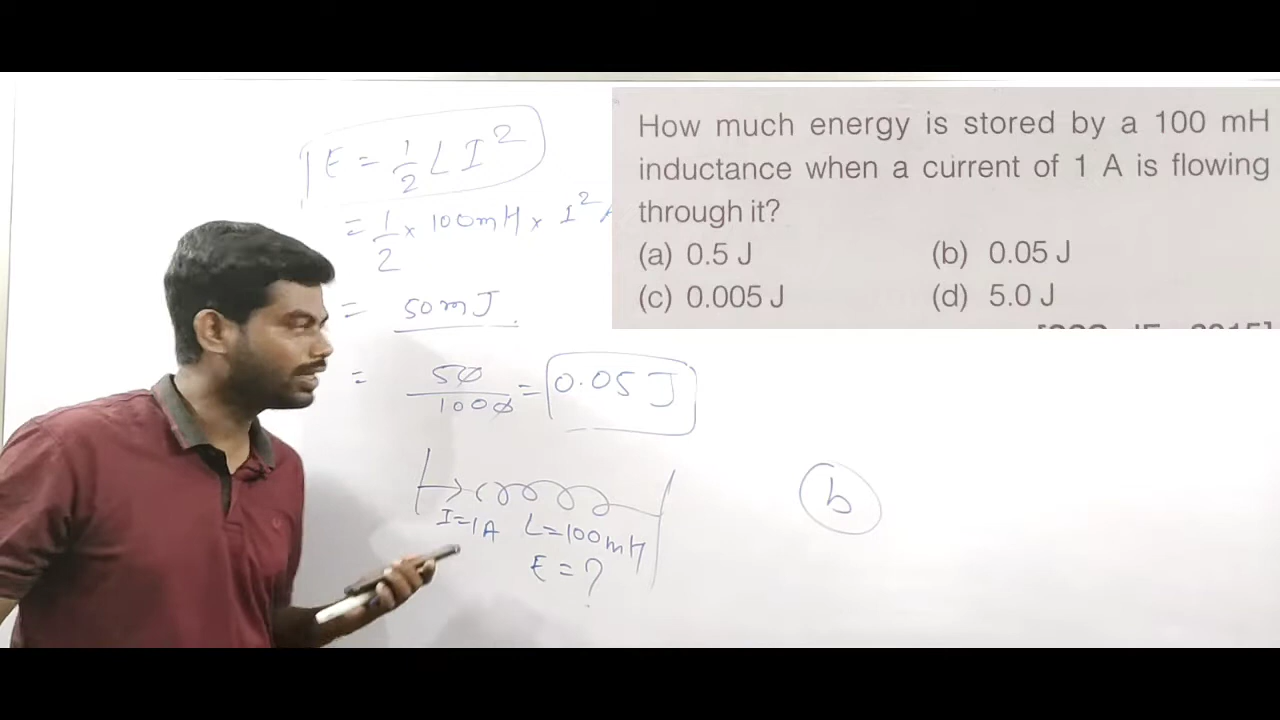 E = 1/2 L I²
= 1/2 × 100mH × I²
= 50mJ
= 50/1000 = 0.05 J
I=1A L=100mH
E = ?
b
How much energy is stored by a 100 mH
inductance when a current of 1 A is flowing
through it?
(a) 0.5 J (b) 0.05 J
(c) 0.005 J (d) 5.0 J